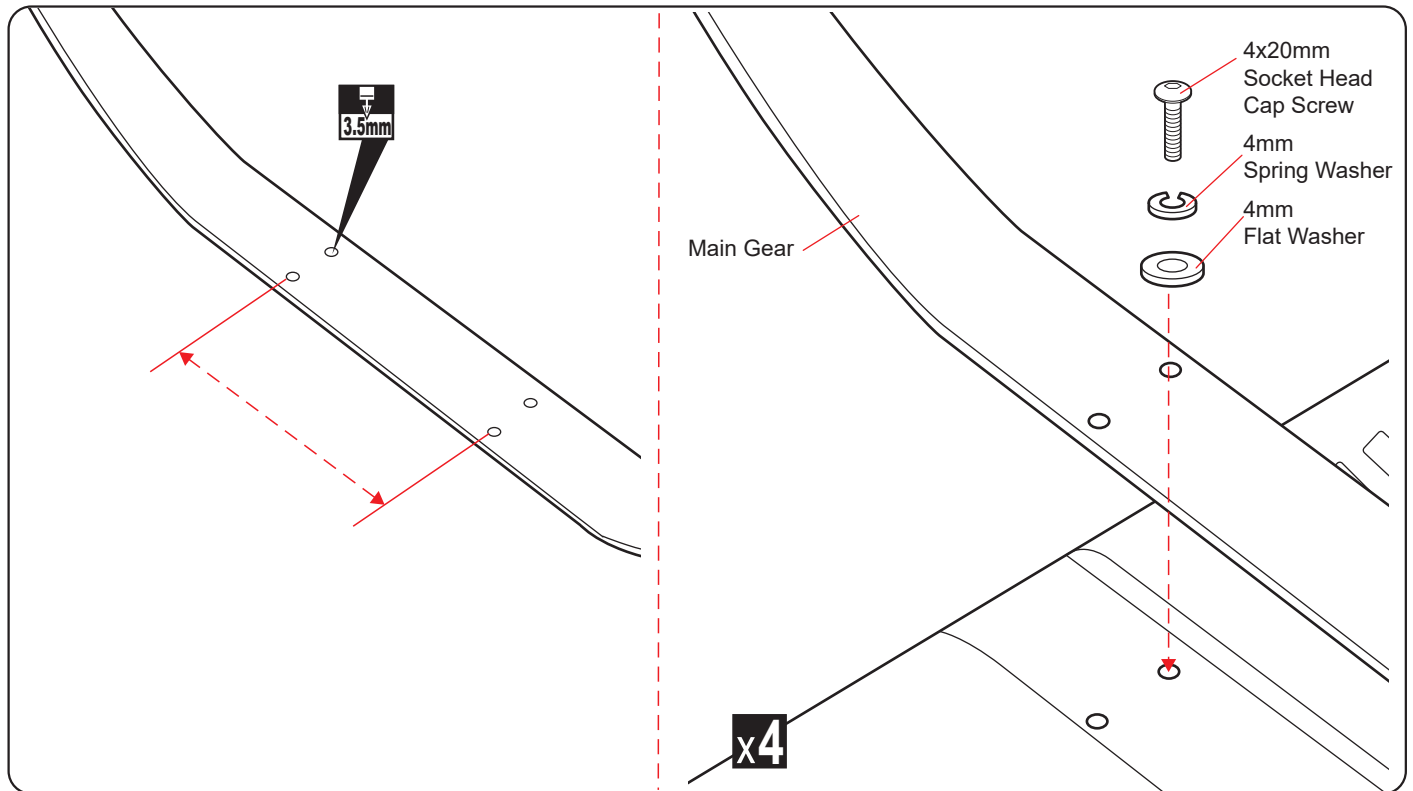 3.5mm
Main Gear
4x20mm
Socket Head
Cap Screw
4mm
Spring Washer
4mm
Flat Washer
x4